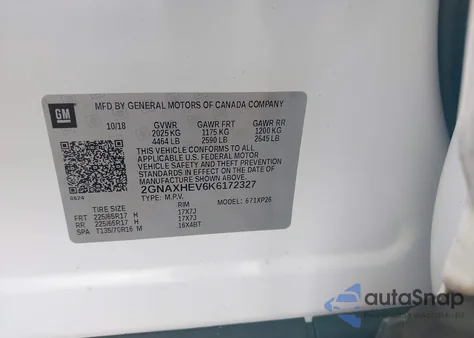 GM
MFD BY GENERAL MOTORS OF CANADA COMPANY
10/18 GVWR GAWR FRT GAWR RR
2025 KG 1175 KG 1200 KG
4464 LB 2590 LB 2645 LB
THIS VEHICLE CONFORMS TO ALL
APPLICABLE U.S. FEDERAL MOTOR
VEHICLE SAFETY AND THEFT PREVENTION
STANDARDS IN EFFECT ON THE DATE OF
MANUFACTURE SHOWN ABOVE.
2GNAXHEV6K6172327
TYPE: M.P.V. MODEL: 671XP26
TIRE SIZE RIM
FRT 225/65R17 H 17X7J
RR 225/65R17 H 17X7J
SPA T135/70R16 M 16X4BT
autoSnap